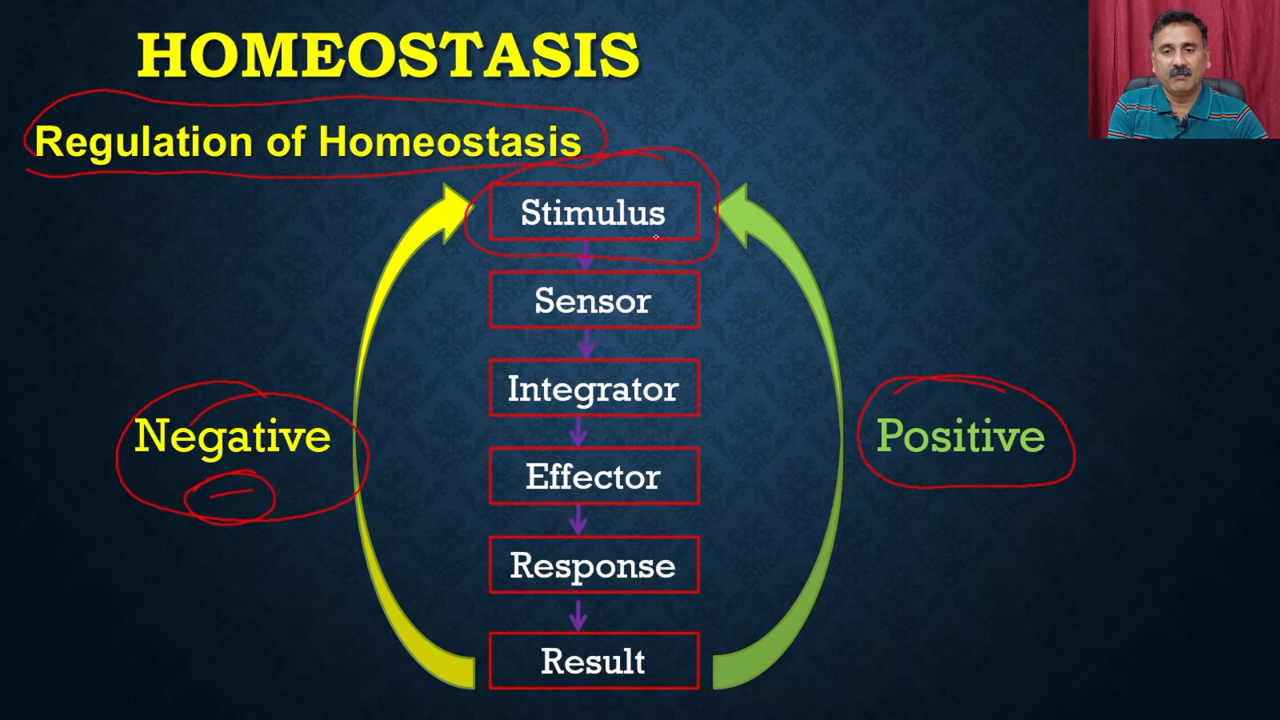 HOMEOSTASIS
Regulation of Homeostasis
Stimulus
Sensor
Integrator
Negative
Positive
Effector
Response
Result